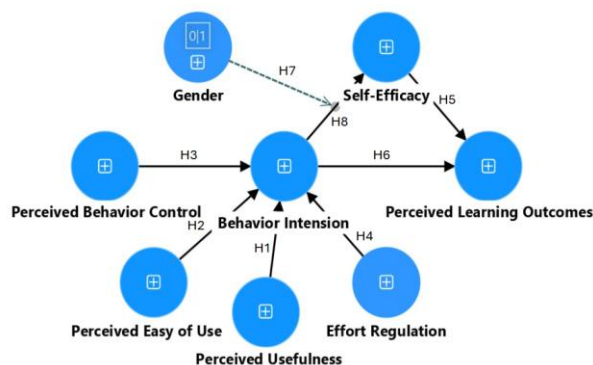 0|1
H7
Gender
Self-Efficacy
H8
H5
H3
H6
Perceived Behavior Control
Behavior Intension
Perceived Learning Outcomes
H2
H1
H4
Perceived Easy of Use
Effort Regulation
Perceived Usefulness